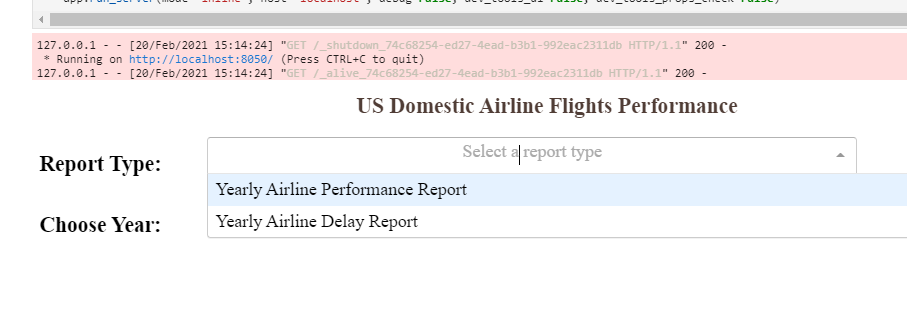 app.run_server(mode="inline", host="localhost", debug=False, dev_tools_ui=False, dev_tools_props_check=False)
127.0.0.1 - - [20/Feb/2021 15:14:24] "GET /_shutdown_74c68254-ed27-4ead-b3b1-992eac2311db HTTP/1.1" 200 -
* Running on http://localhost:8050/ (Press CTRL+C to quit)
127.0.0.1 - - [20/Feb/2021 15:14:24] "GET /_alive_74c68254-ed27-4ead-b3b1-992eac2311db HTTP/1.1" 200 -
US Domestic Airline Flights Performance
Report Type:
Select a report type
Yearly Airline Performance Report
Yearly Airline Delay Report
Choose Year: